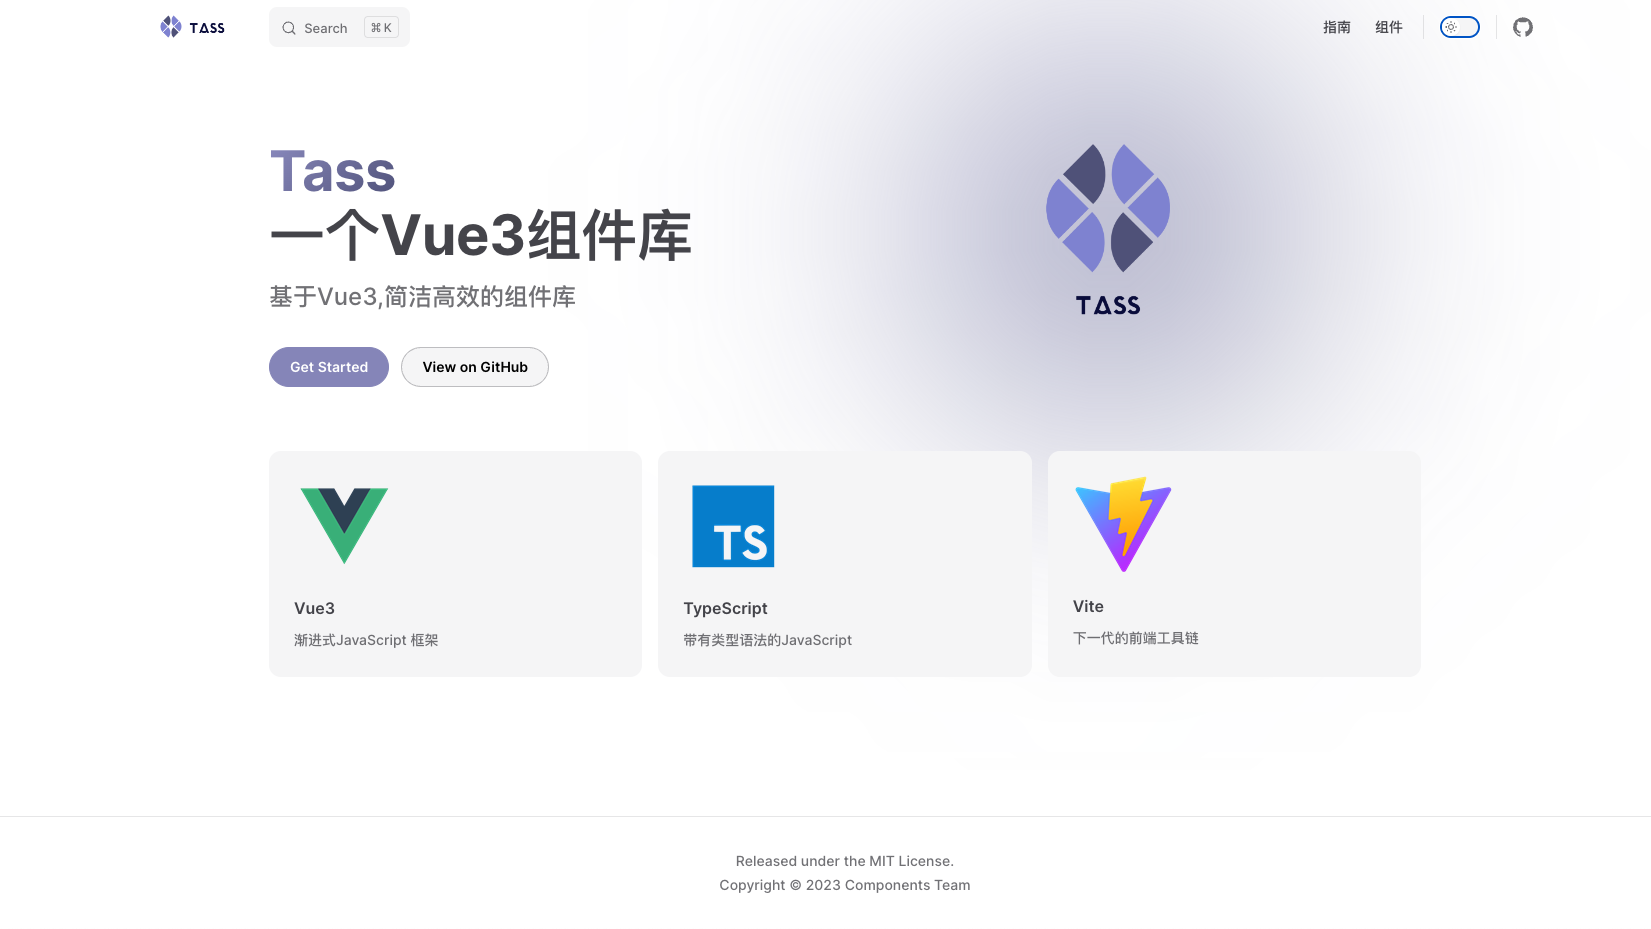 TASS
Search ⌘ K
指南 组件
Tass
一个Vue3组件库
基于Vue3,简洁高效的组件库
Get Started
View on GitHub
TASS
TS
Vue3
渐进式JavaScript 框架
TypeScript
带有类型语法的JavaScript
Vite
下一代的前端工具链
Released under the MIT License.
Copyright © 2023 Components Team